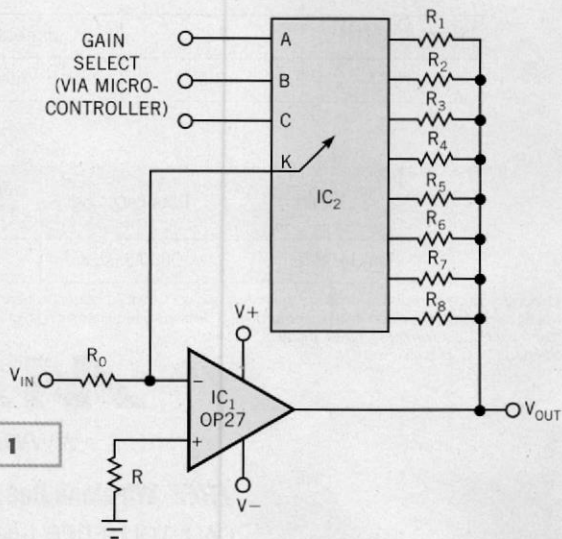 GAIN
SELECT
(VIA MICRO-
CONTROLLER)
A
B
C
K
IC2
R1
R2
R3
R4
R5
R6
R7
R8
V+
R0
VIN
−
IC1
OP27
+
VOUT
1
R
V−